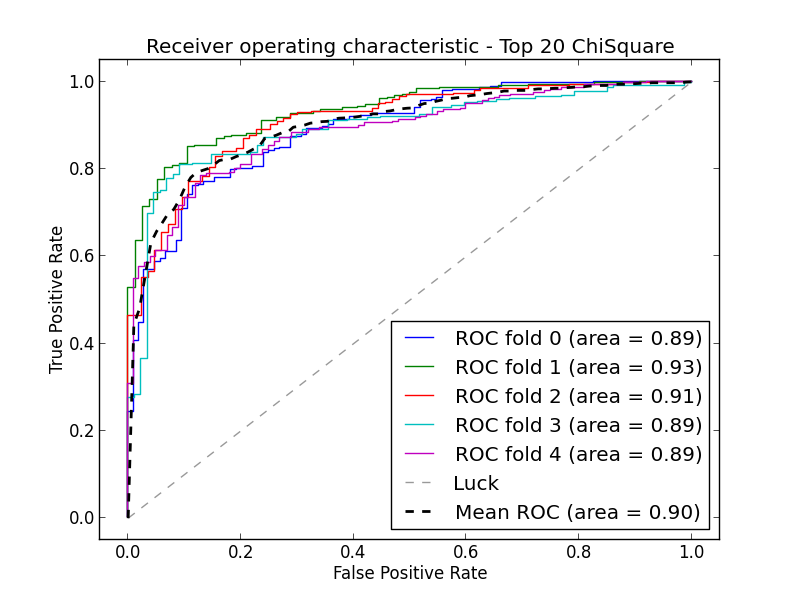 Receiver operating characteristic - Top 20 ChiSquare
True Positive Rate
1.0
0.8
0.6
0.4
0.2
0.0
ROC fold 0 (area = 0.89)
ROC fold 1 (area = 0.93)
ROC fold 2 (area = 0.91)
ROC fold 3 (area = 0.89)
ROC fold 4 (area = 0.89)
Luck
Mean ROC (area = 0.90)
0.0 0.2 0.4 0.6 0.8 1.0
False Positive Rate